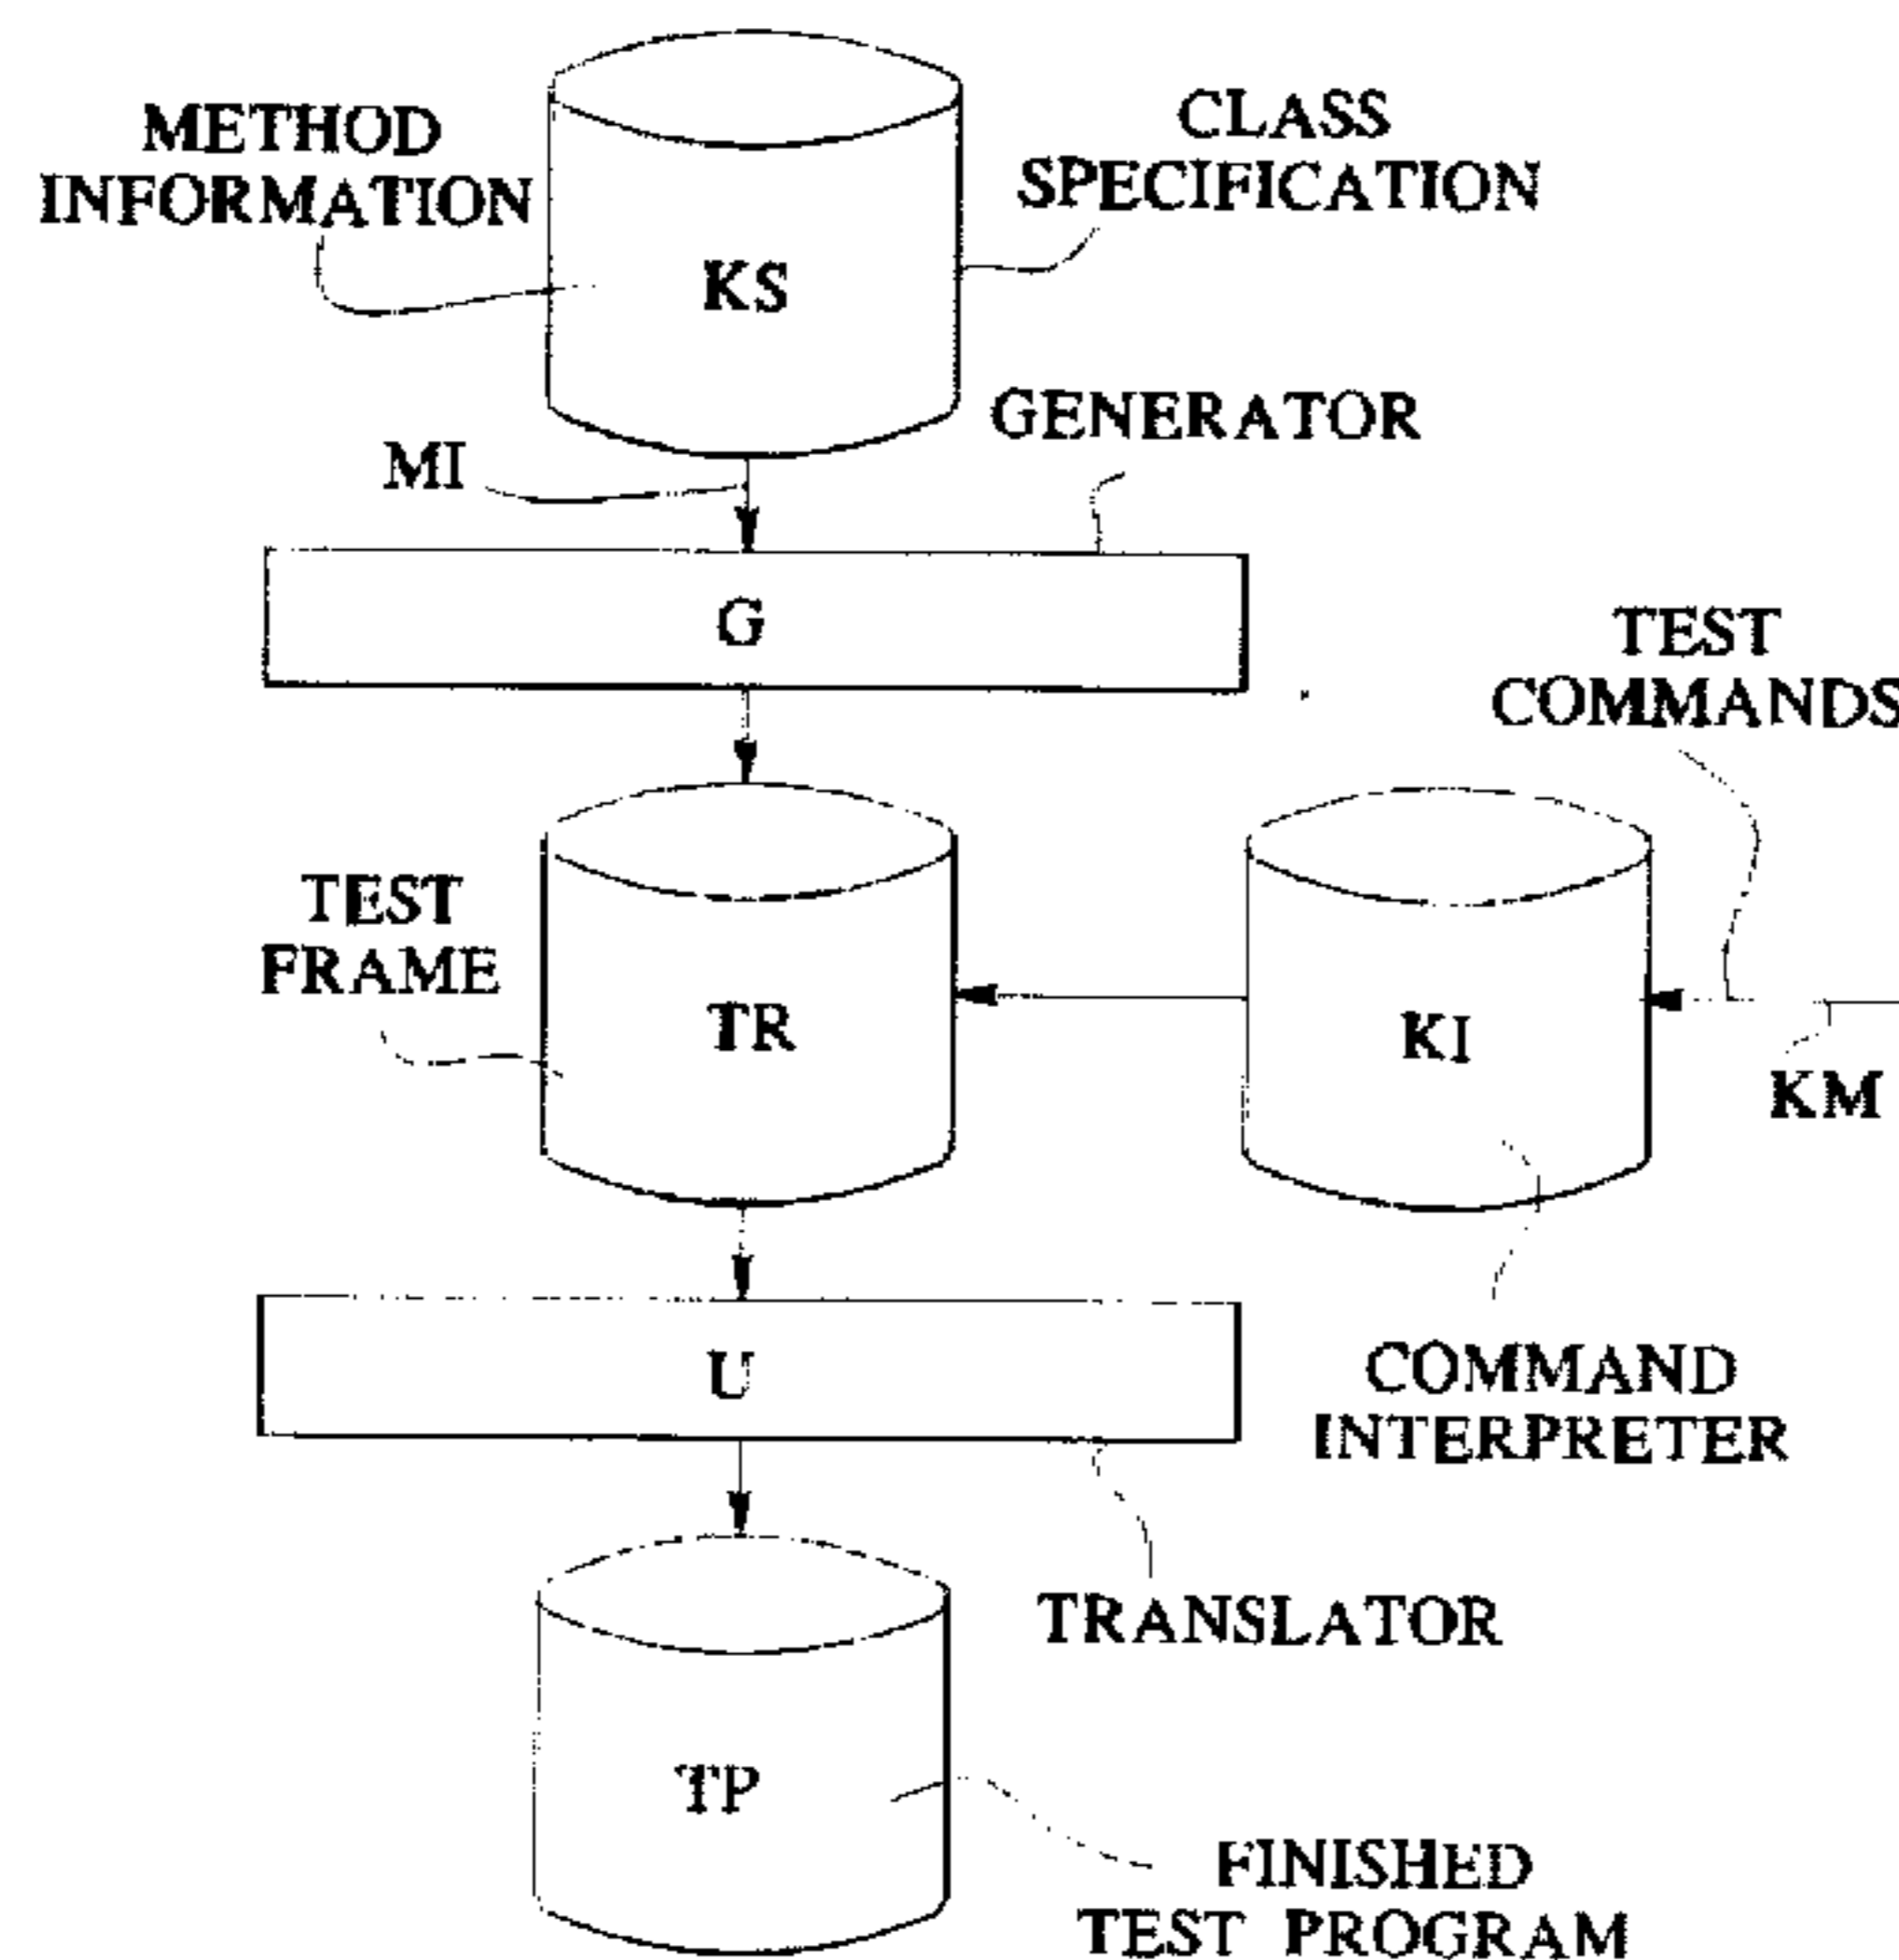 METHOD
INFORMATION
CLASS
SPECIFICATION
KS
GENERATOR
MI
G
TEST
COMMANDS
TEST
FRAME
TR
KI
KM
U
COMMAND
INTERPRETER
TRANSLATOR
TP
FINISHED
TEST PROGRAM